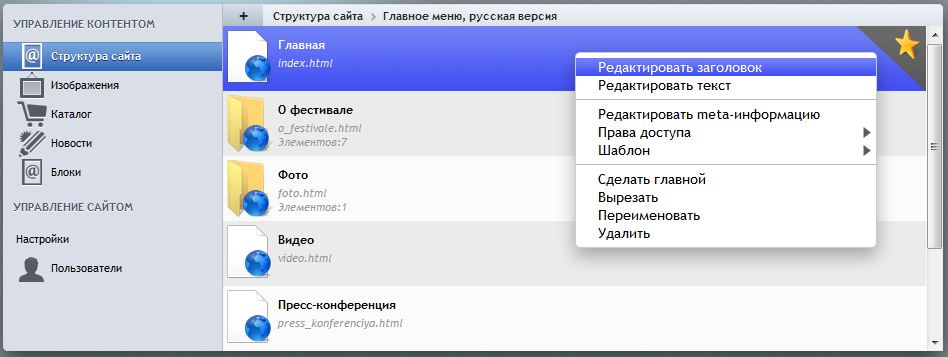 УПРАВЛЕНИЕ КОНТЕНТОМ
Структура сайта
Изображения
Каталог
Новости
Блоки
УПРАВЛЕНИЕ САЙТОМ
Настройки
Пользователи
+ Структура сайта > Главное меню, русская версия
Главная
index.html
О фестивале
o_festivale.html
Элементов:7
Фото
foto.html
Элементов:1
Видео
video.html
Пресс-конференция
press_konferenciya.html
Редактировать заголовок
Редактировать текст
Редактировать meta-информацию
Права доступа
Шаблон
Сделать главной
Вырезать
Переименовать
Удалить